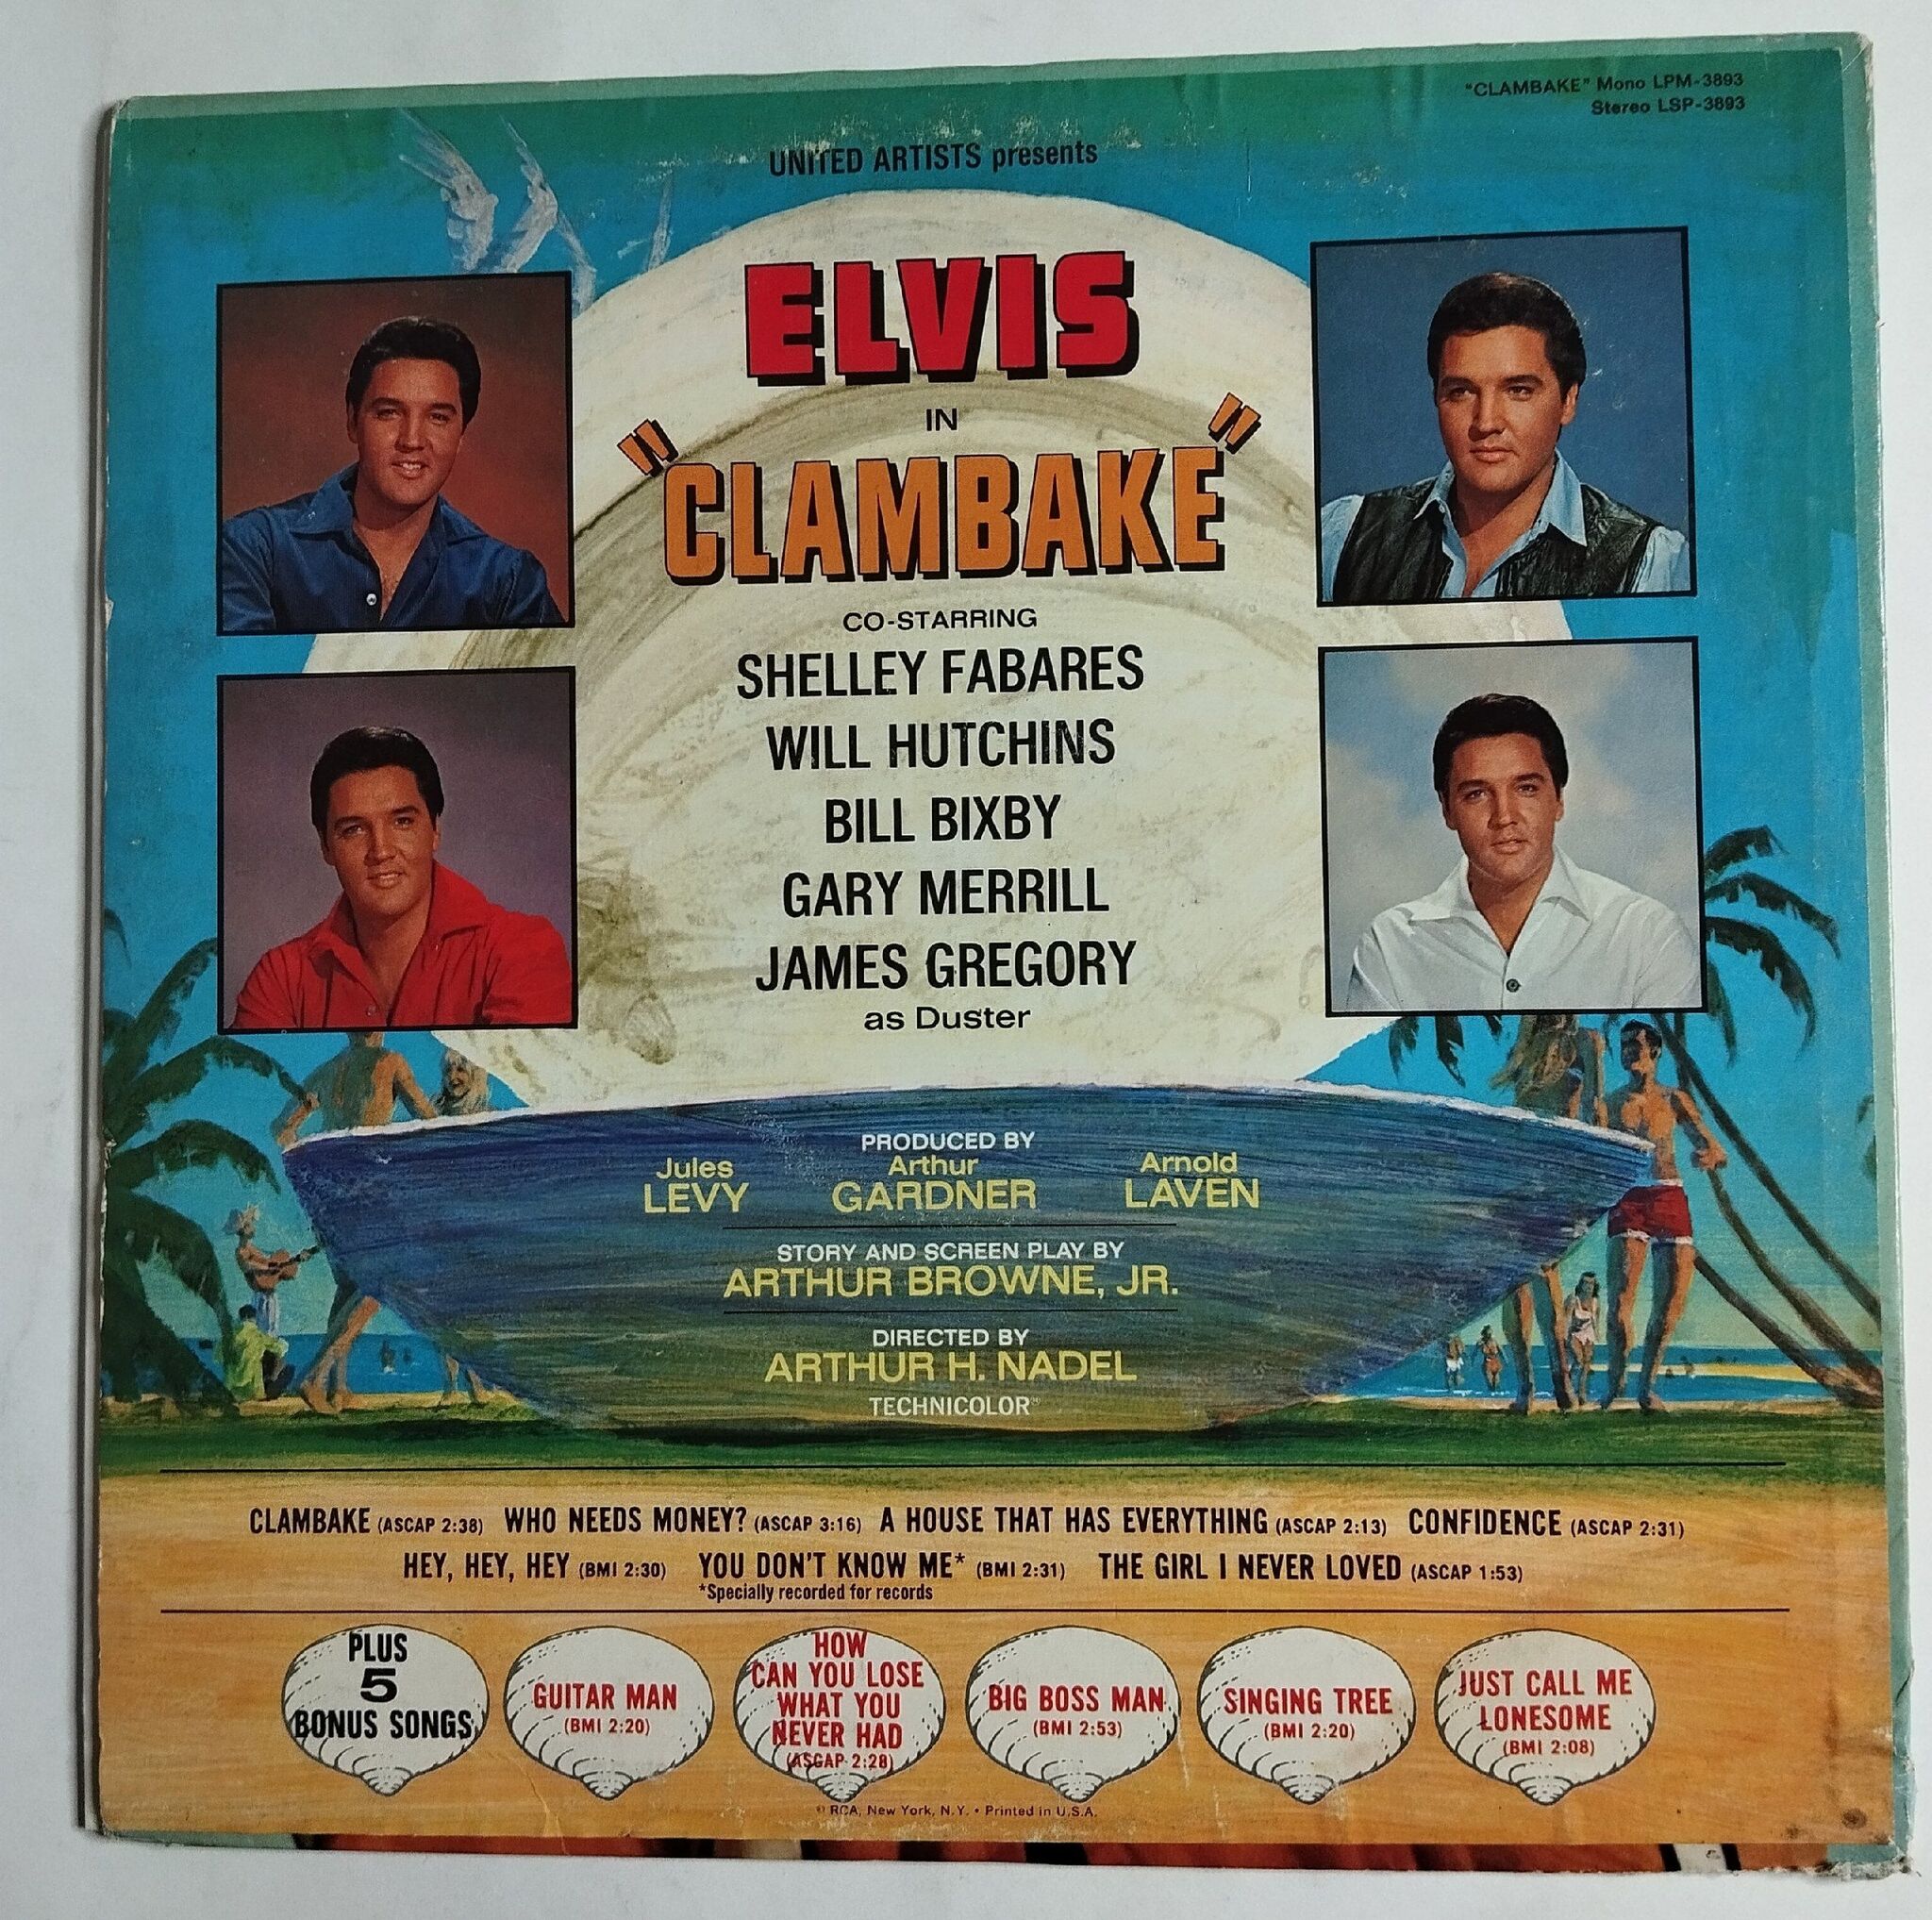 "CLAMBAKE" Mono LPM-3893
Stereo LSP-3893
UNITED ARTISTS presents
ELVIS
IN
"CLAMBAKE"
CO-STARRING
SHELLEY FABARES
WILL HUTCHINS
BILL BIXBY
GARY MERRILL
JAMES GREGORY
as Duster
PRODUCED BY
Jules Arthur Arnold
LEVY GARDNER LAVEN
STORY AND SCREEN PLAY BY
ARTHUR BROWNE, JR.
DIRECTED BY
ARTHUR H. NADEL
TECHNICOLOR®
CLAMBAKE (ASCAP 2:38) WHO NEEDS MONEY? (ASCAP 3:16) A HOUSE THAT HAS EVERYTHING (ASCAP 2:13) CONFIDENCE (ASCAP 2:31)
HEY, HEY, HEY (BMI 2:30) YOU DON'T KNOW ME* (BMI 2:31) THE GIRL I NEVER LOVED (ASCAP 1:53)
*Specially recorded for records
PLUS
5
BONUS SONGS
GUITAR MAN
(BMI 2:20)
HOW
CAN YOU LOSE
WHAT YOU
NEVER HAD
(ASCAP 2:28)
BIG BOSS MAN
(BMI 2:53)
SINGING TREE
(BMI 2:20)
JUST CALL ME
LONESOME
(BMI 2:08)
© RCA, New York, N.Y. • Printed in U.S.A.